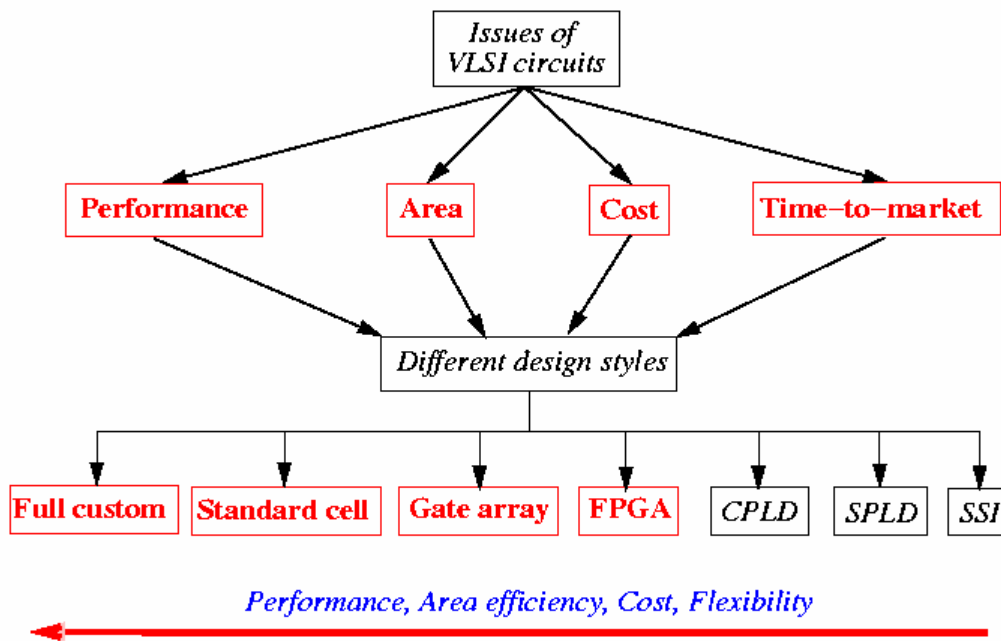 Issues of
VLSI circuits
Performance
Area
Cost
Time-to-market
Different design styles
Full custom
Standard cell
Gate array
FPGA
CPLD
SPLD
SSI
Performance, Area efficiency, Cost, Flexibility